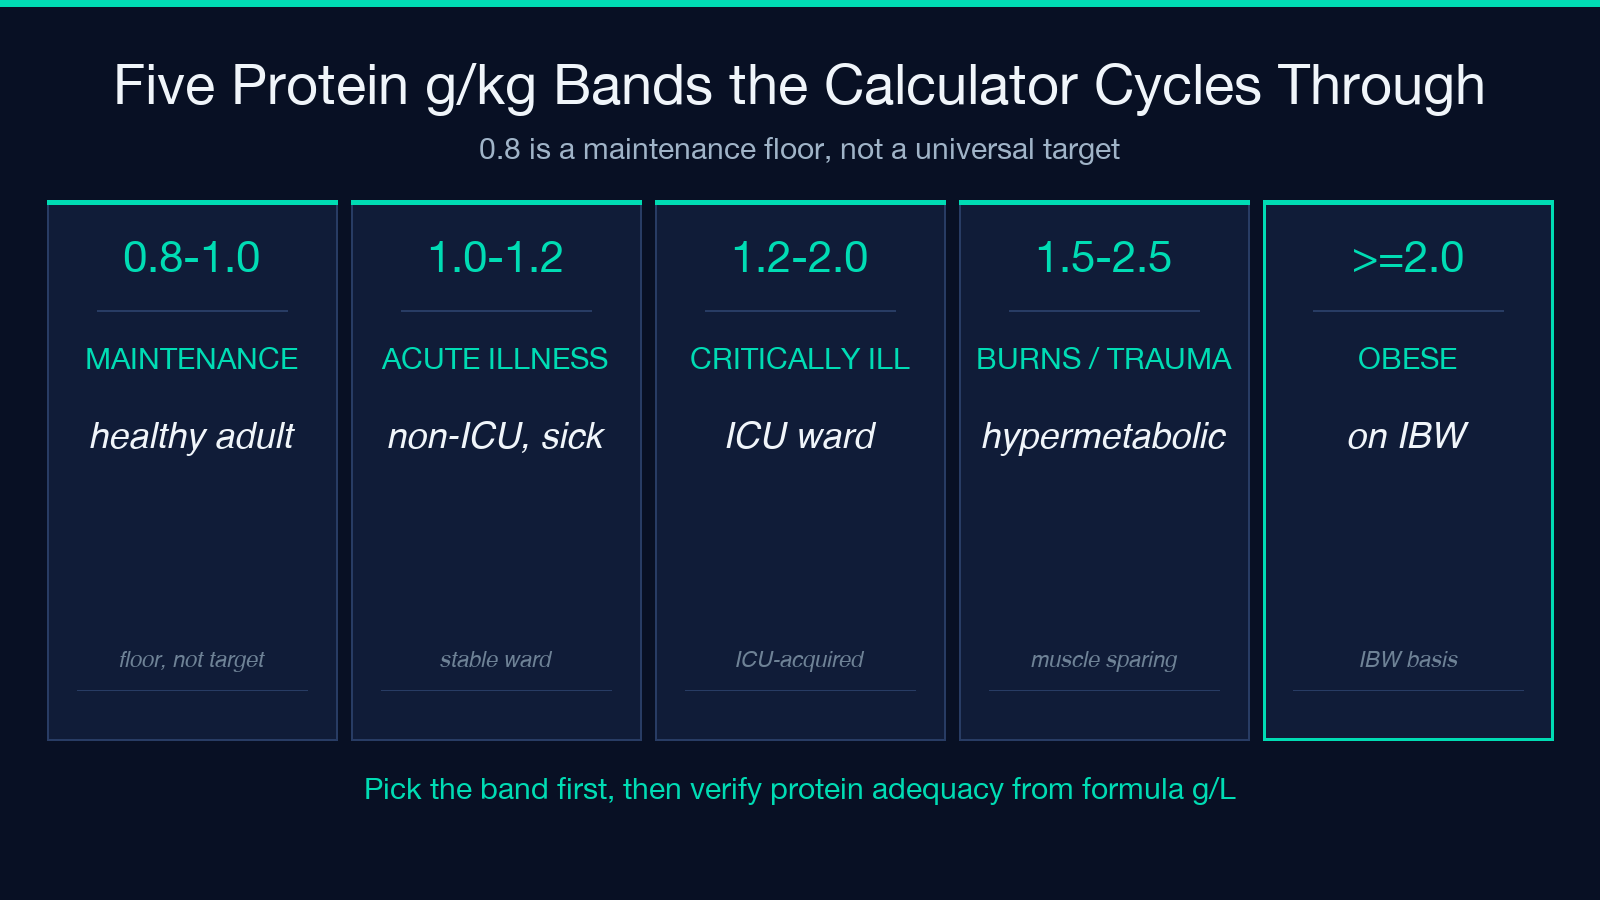 Five Protein g/kg Bands the Calculator Cycles Through
0.8 is a maintenance floor, not a universal target
0.8-1.0
MAINTENANCE
healthy adult
floor, not target
1.0-1.2
ACUTE ILLNESS
non-ICU, sick
stable ward
1.2-2.0
CRITICALLY ILL
ICU ward
ICU-acquired
1.5-2.5
BURNS / TRAUMA
hypermetabolic
muscle sparing
>=2.0
OBESE
on IBW
IBW basis
Pick the band first, then verify protein adequacy from formula g/L